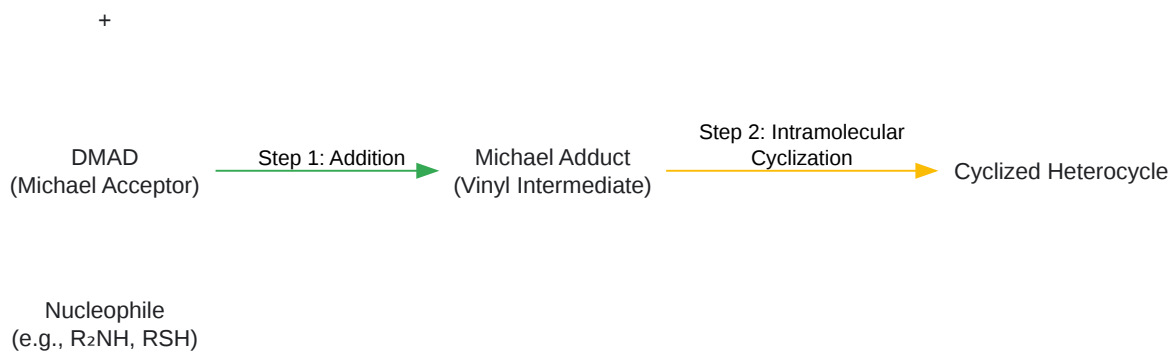 +
DMAD
(Michael Acceptor)
Step 1: Addition
Michael Adduct
(Vinyl Intermediate)
Step 2: Intramolecular
Cyclization
Cyclized Heterocycle
Nucleophile
(e.g., R₂NH, RSH)